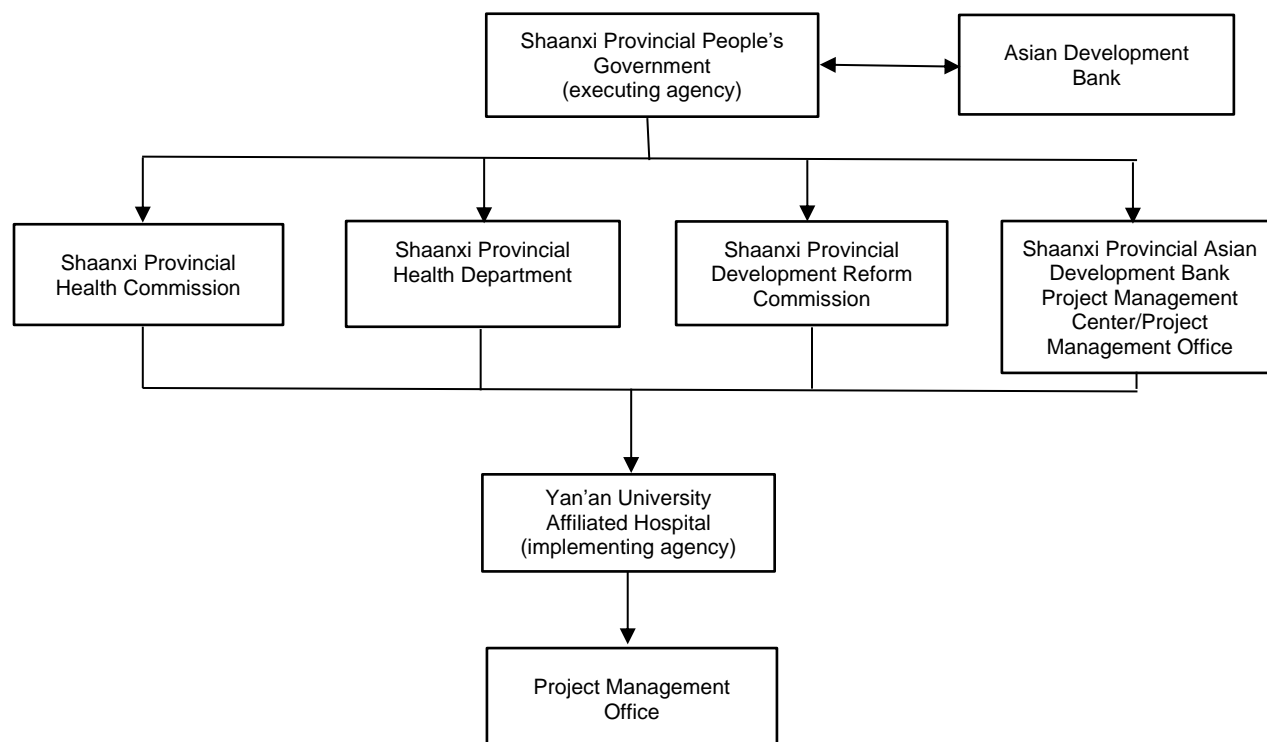 Shaanxi Provincial People’s
Government
(executing agency)
Asian Development
Bank
Shaanxi Provincial
Health Commission
Shaanxi Provincial
Health Department
Shaanxi Provincial
Development Reform
Commission
Shaanxi Provincial Asian
Development Bank
Project Management
Center/Project
Management Office
Yan’an University
Affiliated Hospital
(implementing agency)
Project Management
Office